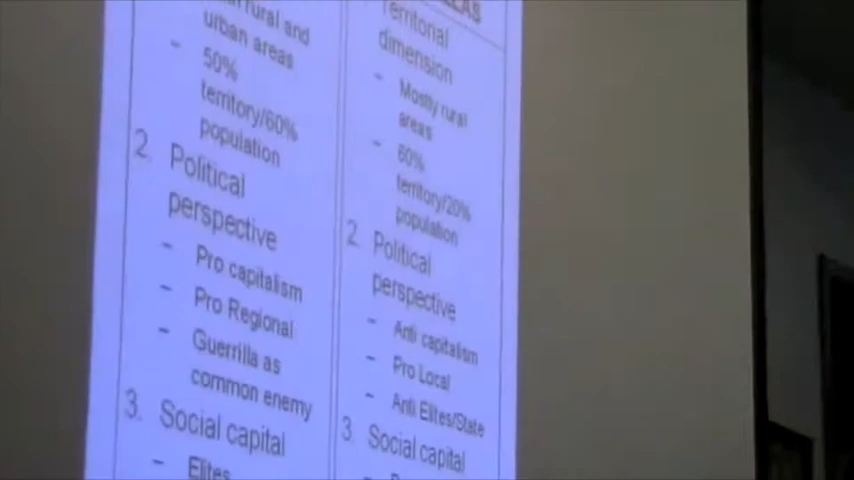 rural and
urban areas
- 50%
territory/60%
population
2. Political
perspective
- Pro capitalism
- Pro Regional
- Guerrilla as
common enemy
3. Social capital
- Elites
Territorial
dimension
- Mostly rural
areas
- 60%
territory/20%
population
2. Political
perspective
- Anti capitalism
- Pro Local
- Anti Elites/State
3. Social capital